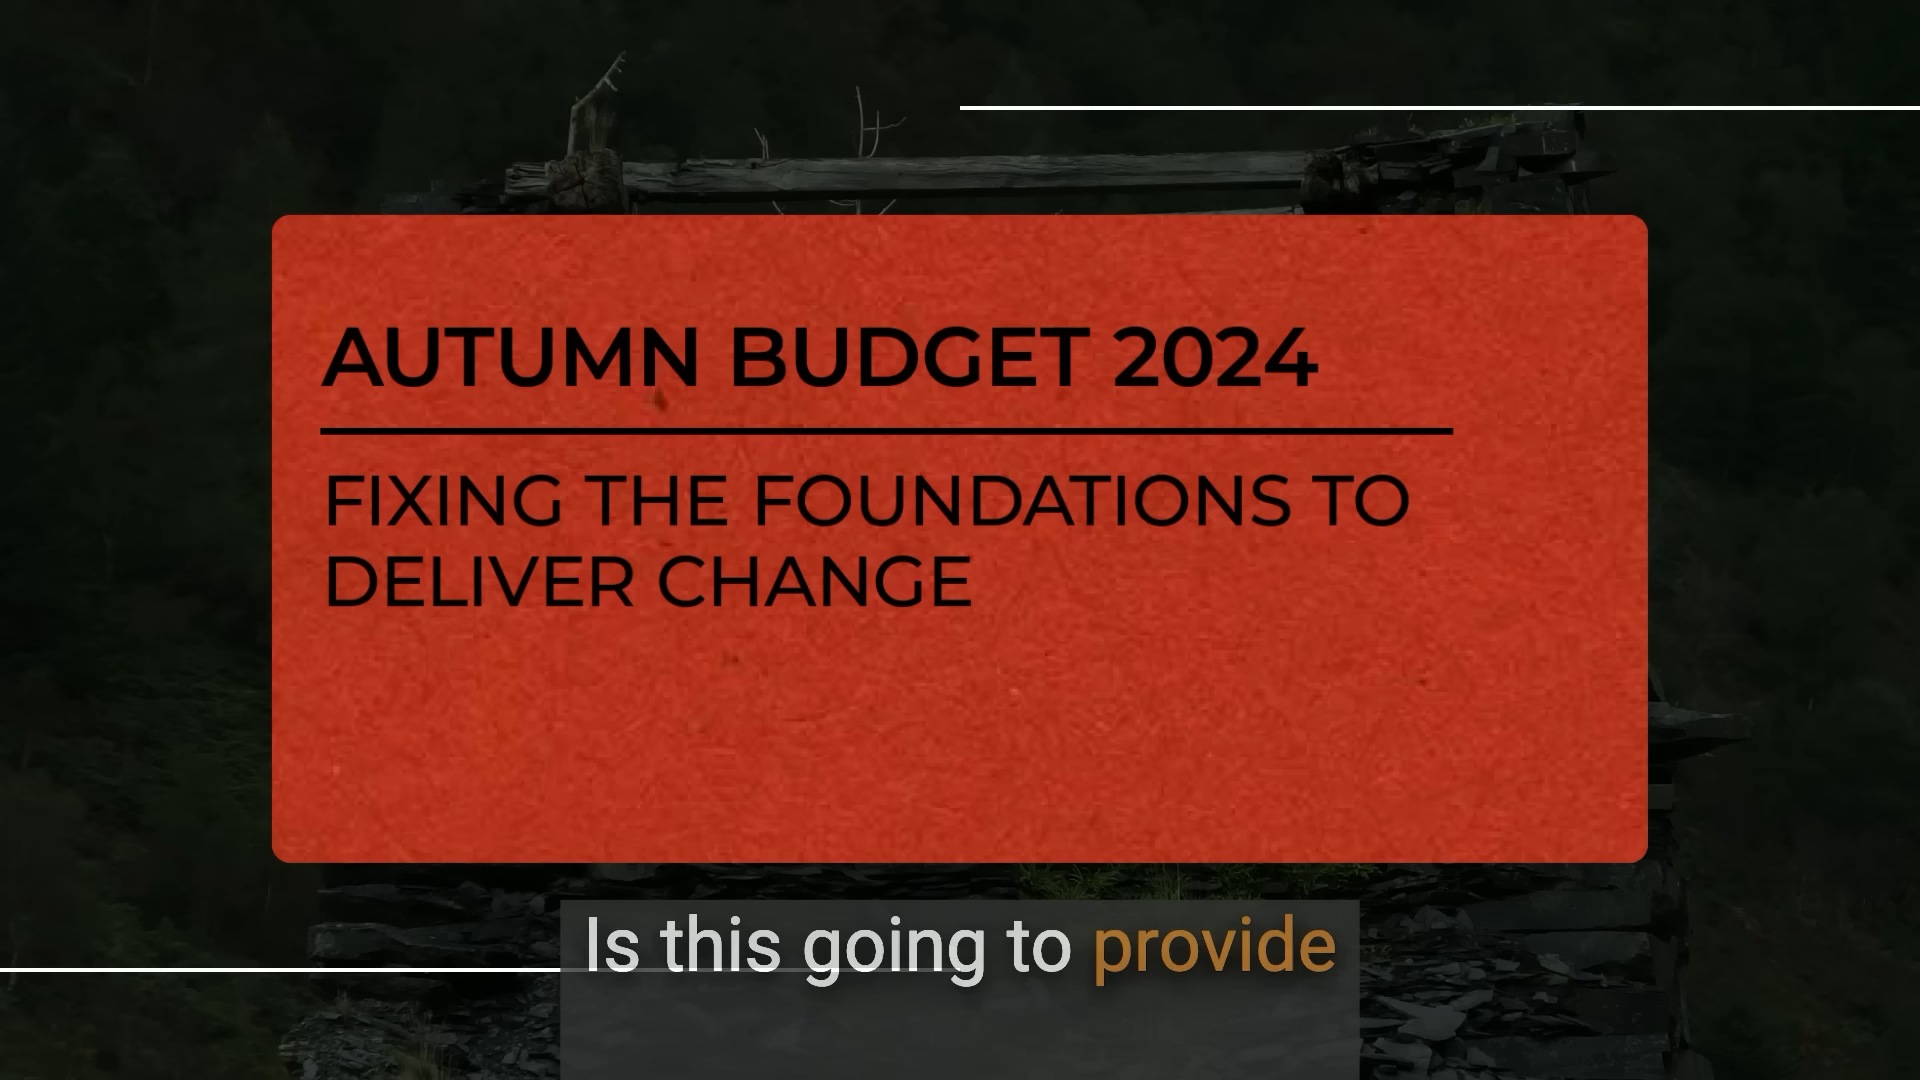 AUTUMN BUDGET 2024
FIXING THE FOUNDATIONS TO
DELIVER CHANGE
Is this going to provide